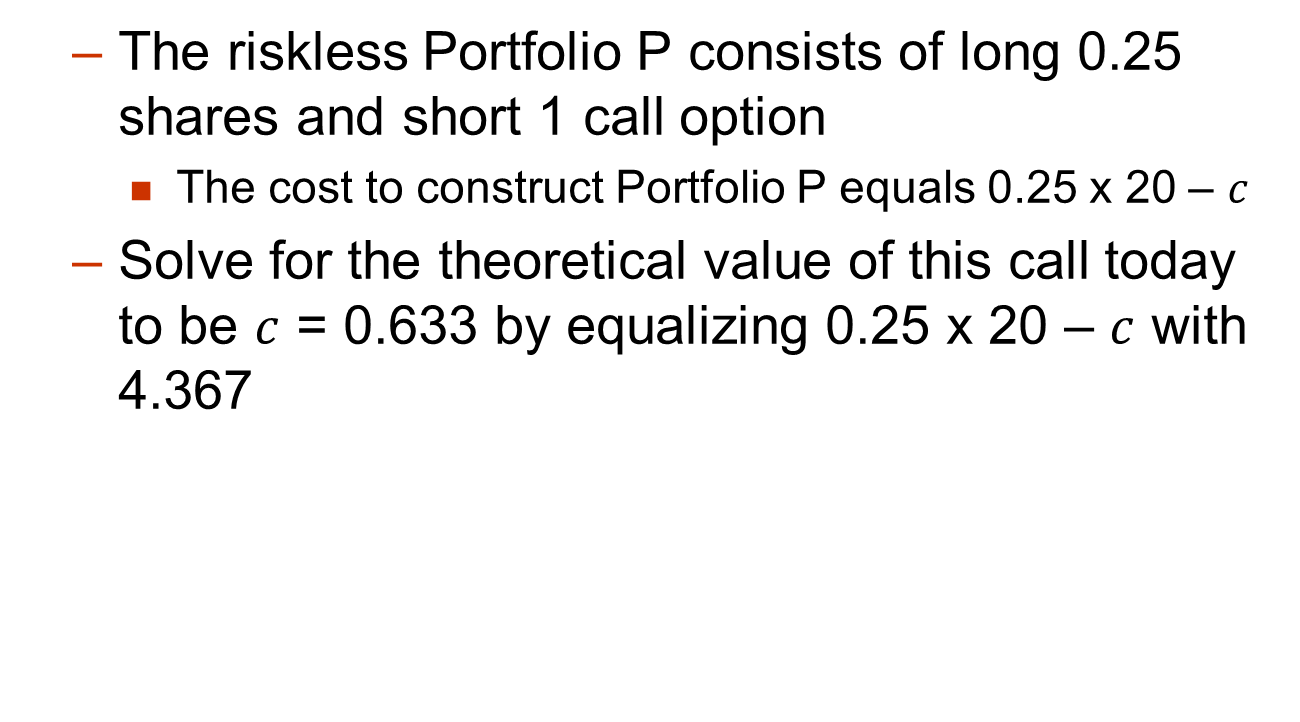 – The riskless Portfolio P consists of long 0.25
shares and short 1 call option
■ The cost to construct Portfolio P equals 0.25 x 20 – 𝑐
– Solve for the theoretical value of this call today
to be 𝑐 = 0.633 by equalizing 0.25 x 20 – 𝑐 with
4.367